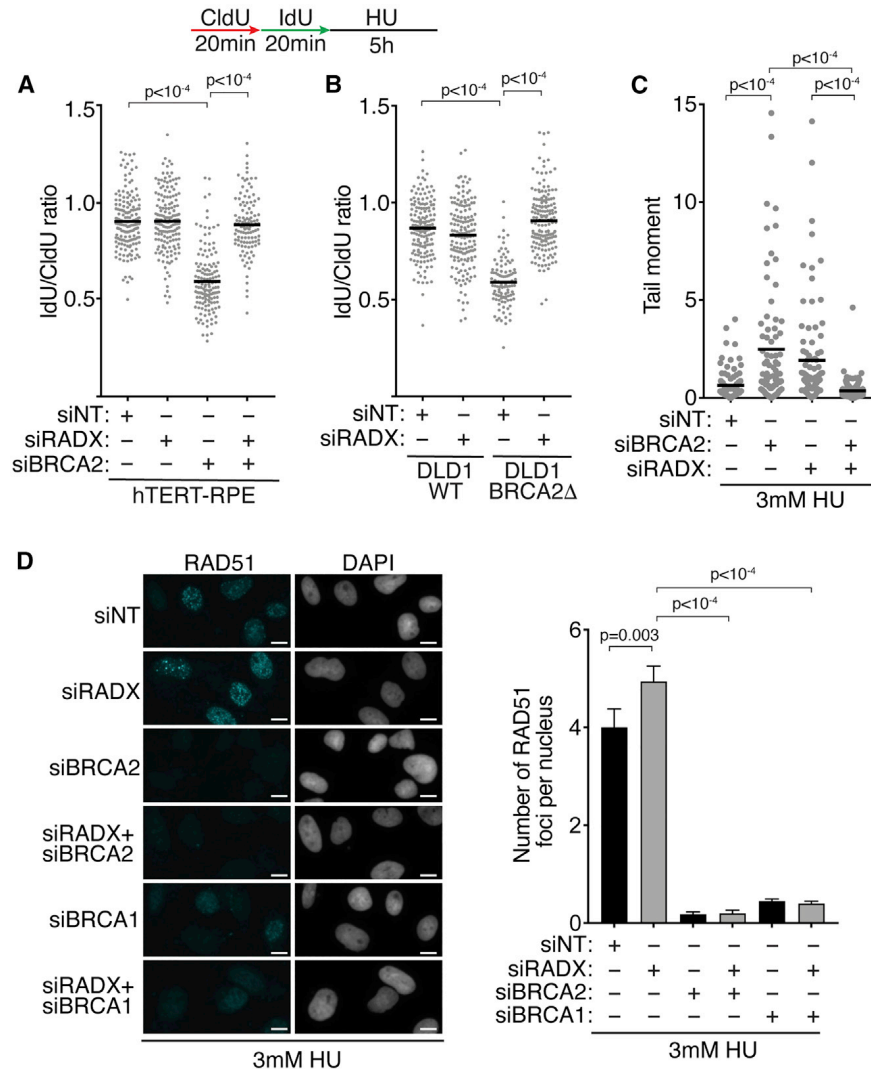 CldU IdU HU
20min 20min 5h
A
p<10-4
p<10-4
IdU/CldU ratio
1.5
1.0
0.5
siNT: + – – –
siRADX: – + – +
siBRCA2: – – + +
hTERT-RPE
B
p<10-4
p<10-4
IdU/CldU ratio
1.5
1.0
0.5
siNT: + – + –
siRADX: – + – +
DLD1 DLD1
WT BRCA2Δ
C
p<10-4
p<10-4 p<10-4
Tail moment
15
10
5
0
siNT: + – – –
siBRCA2: – + – +
siRADX: – – + +
3mM HU
D
RAD51 DAPI
siNT
siRADX
siBRCA2
siRADX+
siBRCA2
siBRCA1
siRADX+
siBRCA1
3mM HU
p<10-4
p<10-4
p=0.003
Number of RAD51
foci per nucleus
6
4
2
0
siNT: + – – – – –
siRADX: – + – + – +
siBRCA2: – – + + – –
siBRCA1: – – – – + +
3mM HU